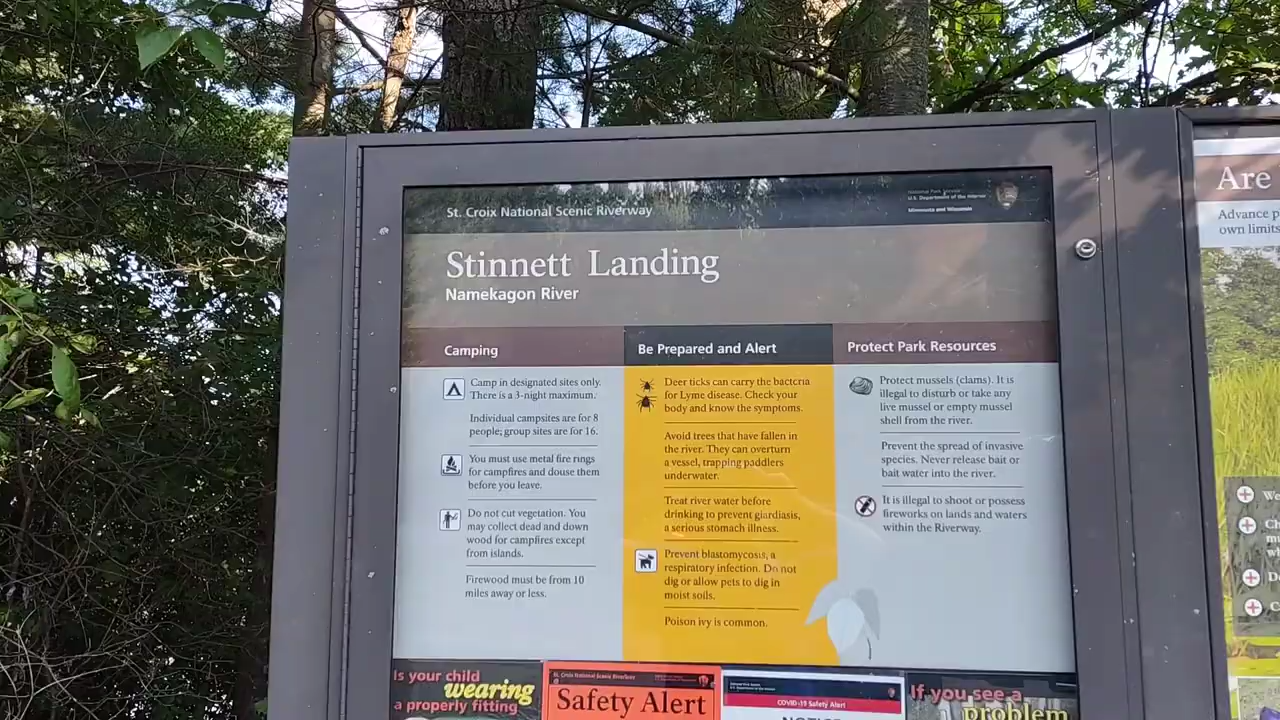 St. Croix National Scenic Riverway
National Park Service
U.S. Department of the Interior
Minnesota and Wisconsin
Stinnett Landing
Namekagon River
Camping
Camp in designated sites only.
There is a 3-night maximum.
Individual campsites are for 8
people; group sites are for 16.
You must use metal fire rings
for campfires and douse them
before you leave.
Do not cut vegetation. You
may collect dead and down
wood for campfires except
from islands.
Firewood must be from 10
miles away or less.
Be Prepared and Alert
Deer ticks can carry the bacteria
for Lyme disease. Check your
body and know the symptoms.
Avoid trees that have fallen in
the river. They can overturn
a vessel, trapping paddlers
underwater.
Treat river water before
drinking to prevent giardiasis,
a serious stomach illness.
Prevent blastomycosis, a
respiratory infection. Do not
dig or allow pets to dig in
moist soils.
Poison ivy is common.
Protect Park Resources
Protect mussels (clams). It is
illegal to disturb or take any
live mussel or empty mussel
shell from the river.
Prevent the spread of invasive
species. Never release bait or
bait water into the river.
It is illegal to shoot or possess
fireworks on lands and waters
within the Riverway.
Is your child
wearing
a properly fitting
St. Croix National Scenic Riverway
Safety Alert
COVID-19 Safety Alert
If you see a
problem
Are
Advance p
own limits